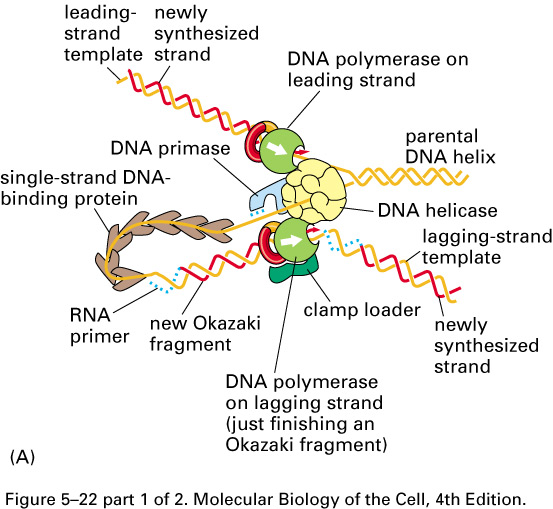 leading-
strand
template
newly
synthesized
strand
DNA polymerase on
leading strand
DNA primase
parental
DNA helix
single-strand DNA-
binding protein
DNA helicase
lagging-strand
template
RNA
primer
new Okazaki
fragment
clamp loader
newly
synthesized
strand
DNA polymerase
on lagging strand
(just finishing an
Okazaki fragment)
(A)
Figure 5–22 part 1 of 2. Molecular Biology of the Cell, 4th Edition.